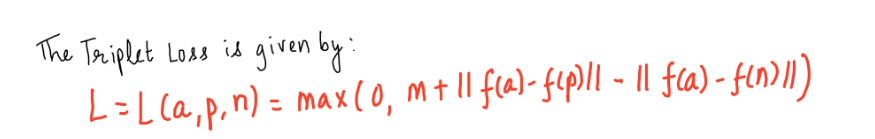 The Triplet Loss is given by:
L = L(a,p,n) = max(0, m + || f(a) - f(p)|| - || f(a) - f(n)||)